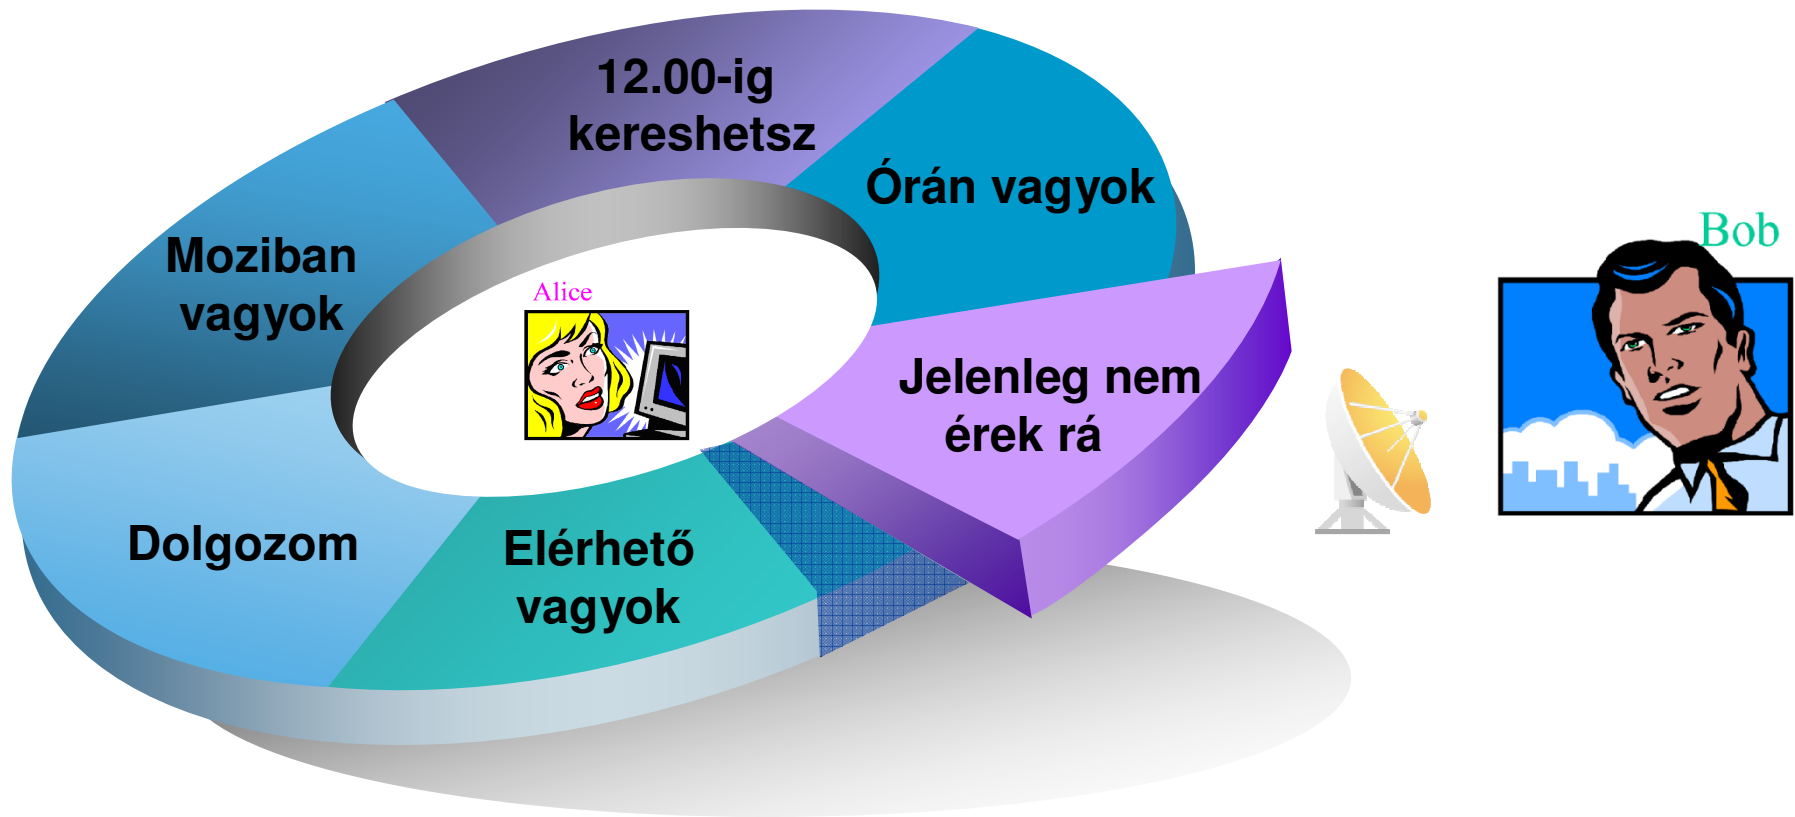 12.00-ig
kereshetsz
Órán vagyok
Moziban
vagyok
Bob
Alice
Jelenleg nem
érek rá
Dolgozom
Elérhető
vagyok